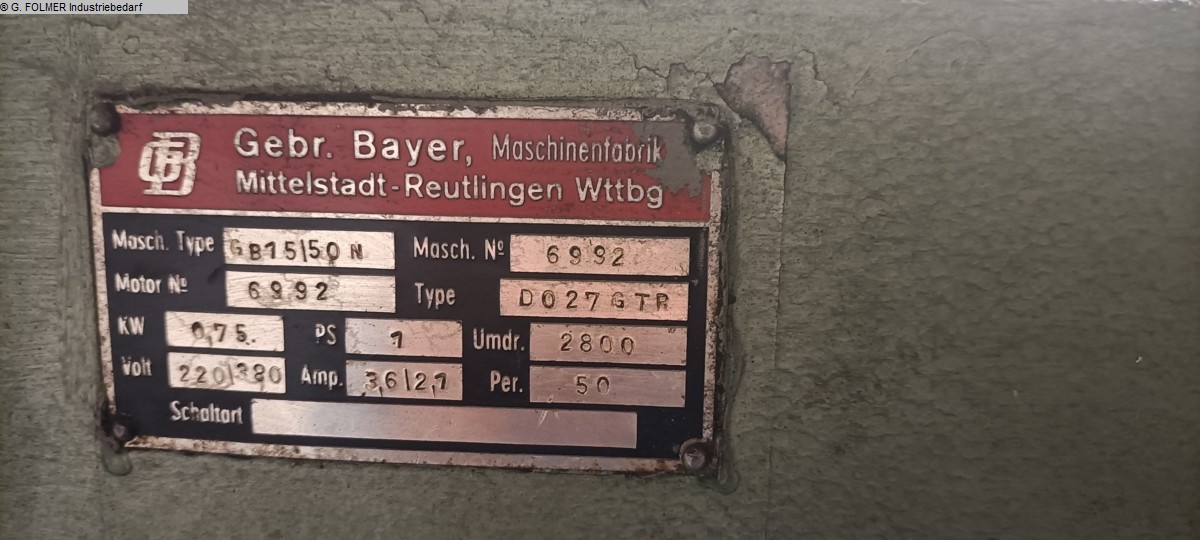 © G. FOLMER Industriebedarf
GB Gebr. Bayer, Maschinenfabrik
Mittelstadt-Reutlingen Wttbg
Masch. Type GB15/50 N Masch. Nº 6992
Motor Nº 6992 Type D027GTR
KW 0,75. PS 1 Umdr. 2800
Volt 220/380 Amp. 3,6/2,1 Per. 50
Schaltart